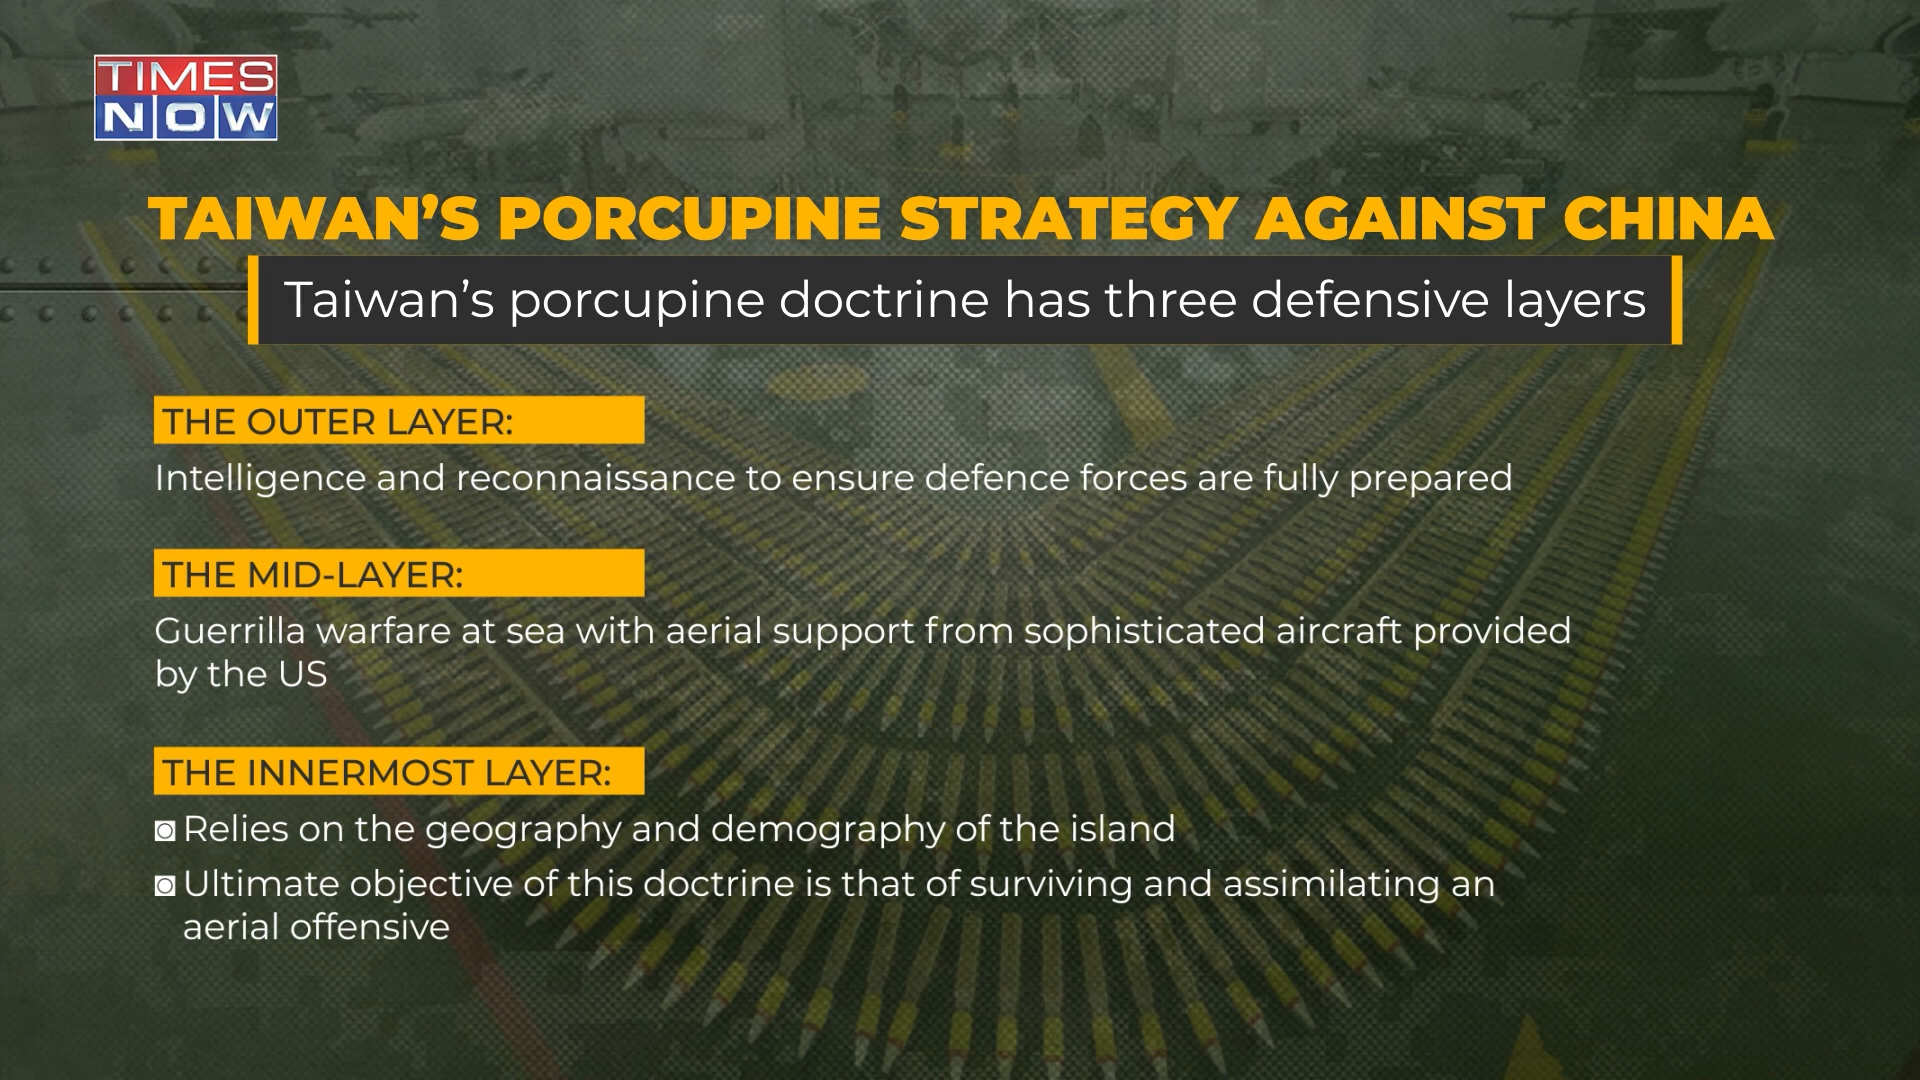 TIMES
NOW
TAIWAN’S PORCUPINE STRATEGY AGAINST CHINA
Taiwan’s porcupine doctrine has three defensive layers
THE OUTER LAYER:
Intelligence and reconnaissance to ensure defence forces are fully prepared
THE MID-LAYER:
Guerrilla warfare at sea with aerial support from sophisticated aircraft provided
by the US
THE INNERMOST LAYER:
◙ Relies on the geography and demography of the island
◙ Ultimate objective of this doctrine is that of surviving and assimilating an
aerial offensive